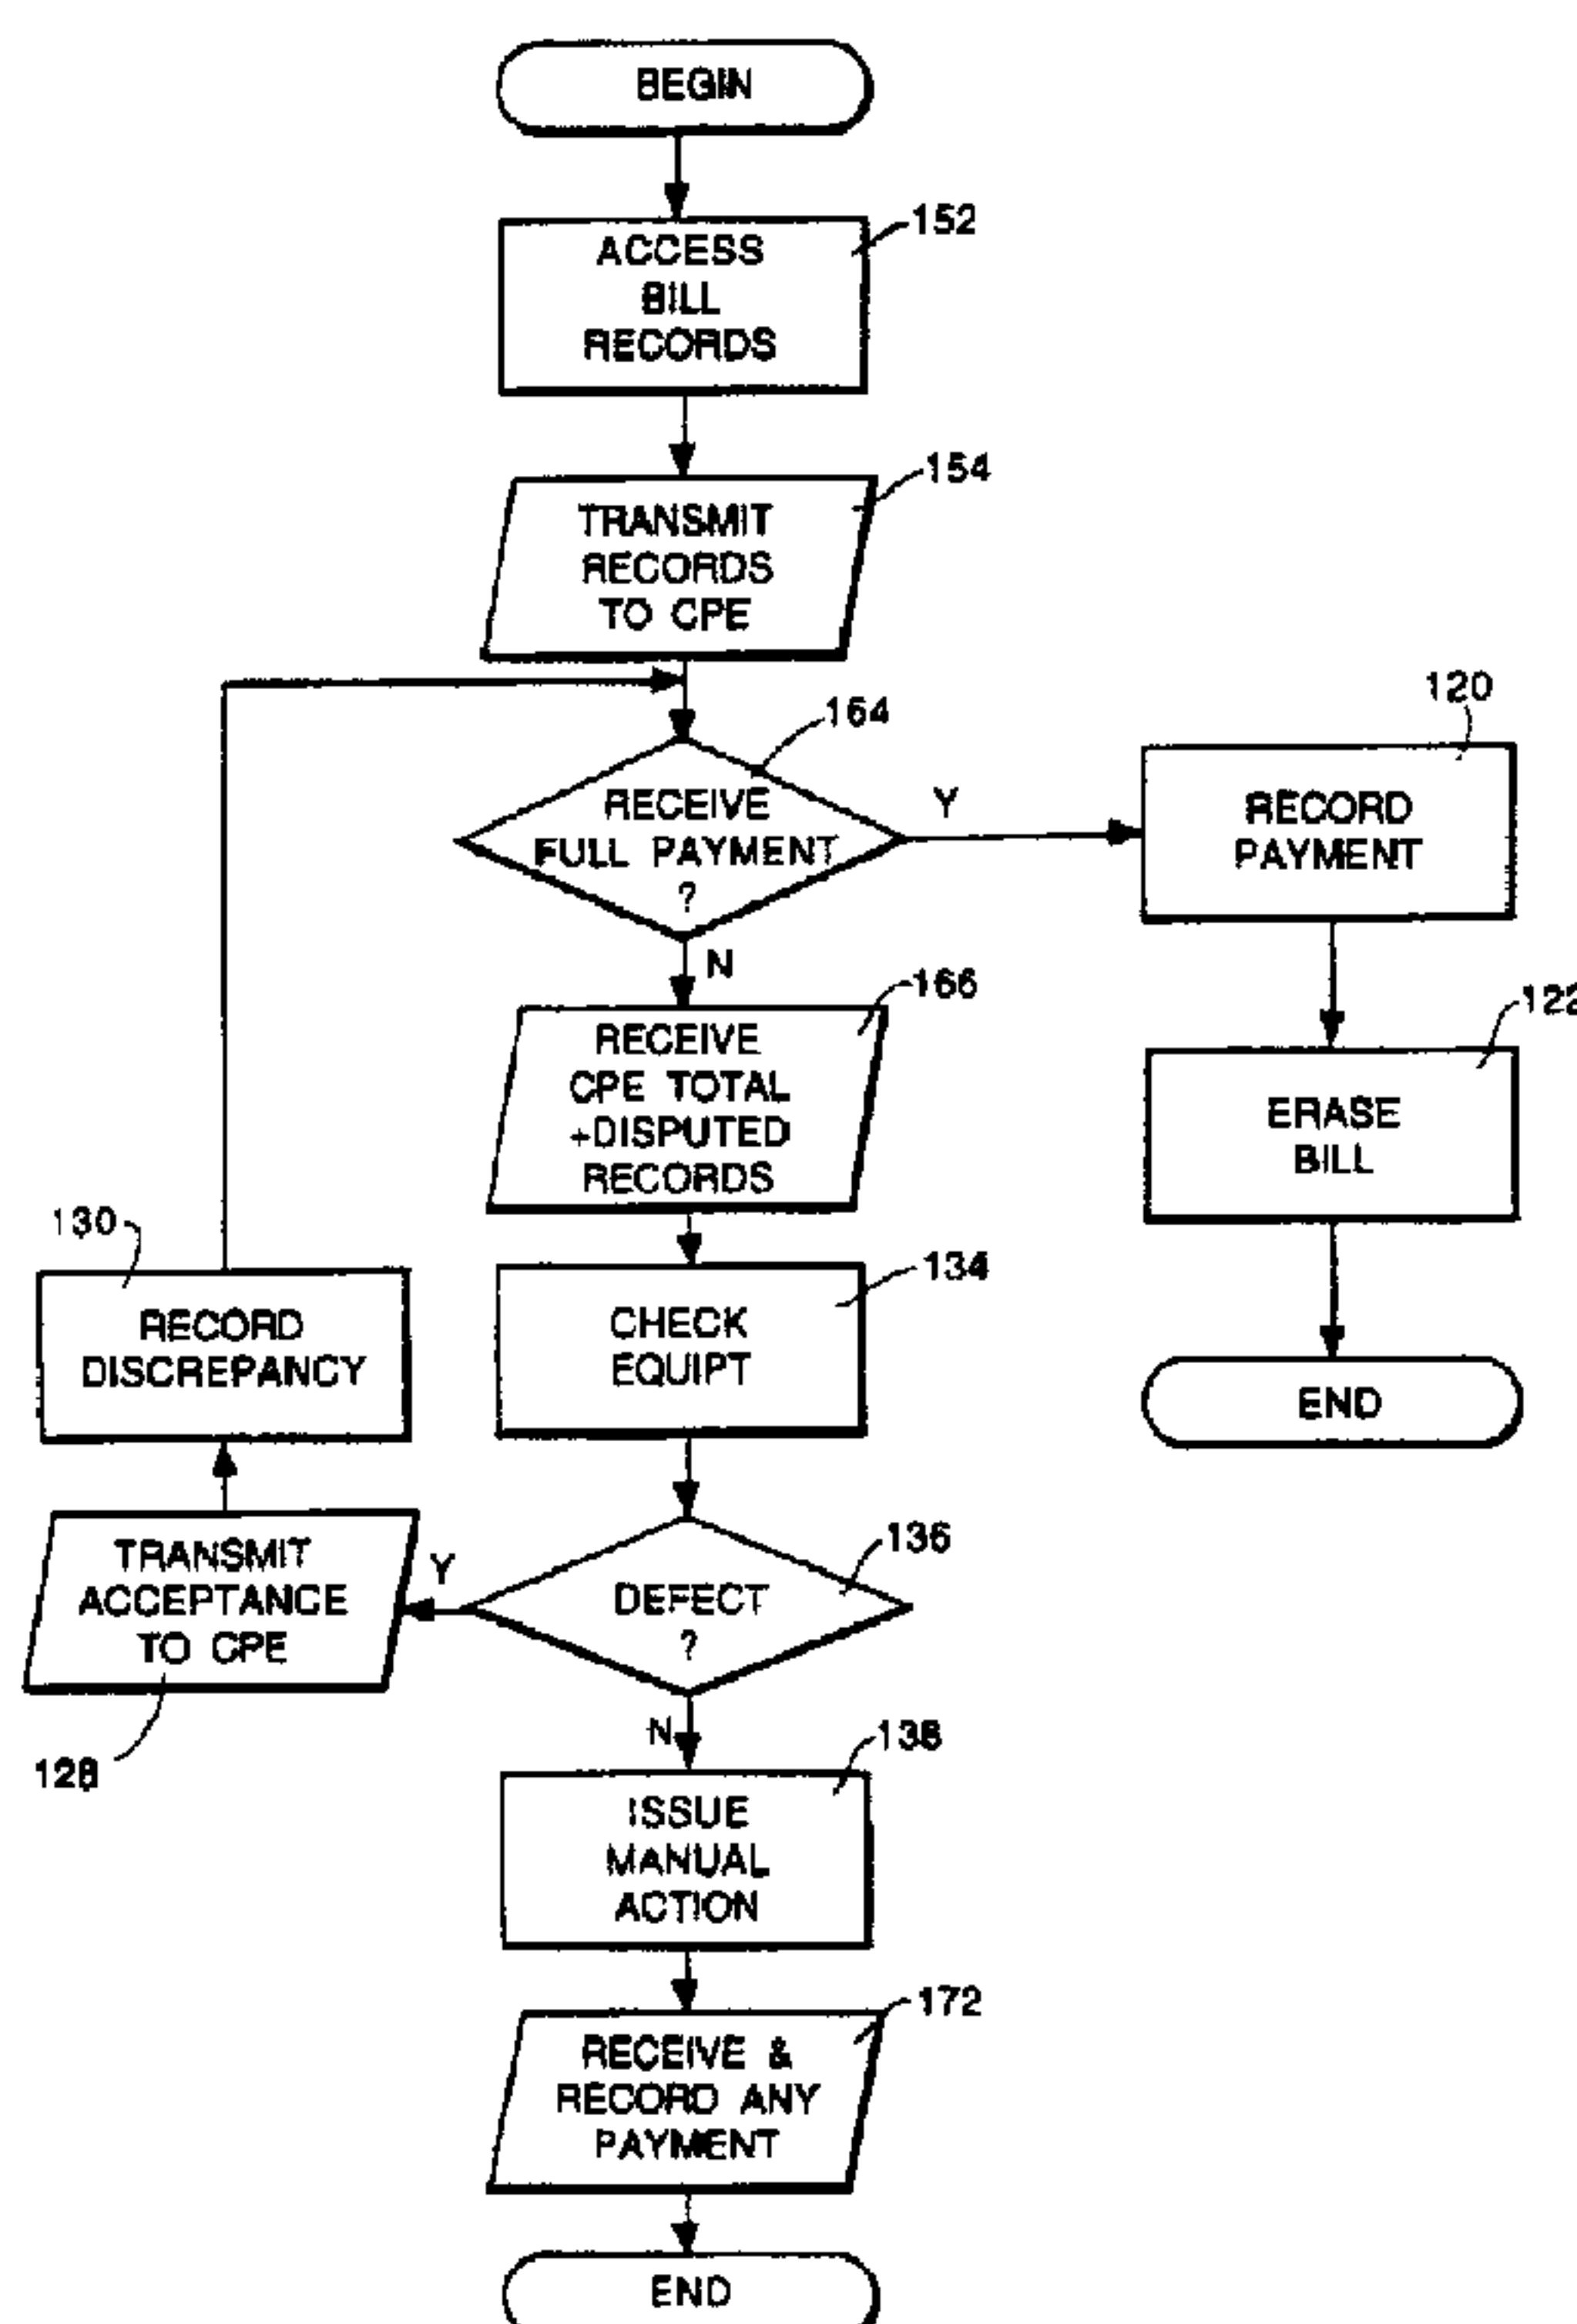 BEGIN
152
ACCESS
BILL
RECORDS
154
TRANSMIT
RECORDS
TO CPE
164
RECEIVE
FULL PAYMENT
?
Y
N
120
RECORD
PAYMENT
122
ERASE
BILL
END
166
RECEIVE
CPE TOTAL
+DISPUTED
RECORDS
134
CHECK
EQUIPT
136
DEFECT
?
Y
N
128
TRANSMIT
ACCEPTANCE
TO CPE
130
RECORD
DISCREPANCY
138
ISSUE
MANUAL
ACTION
172
RECEIVE &
RECORD ANY
PAYMENT
END